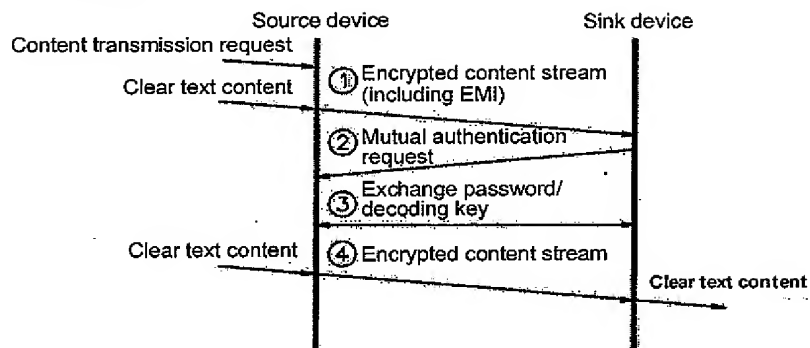 Source device
Sink device
Content transmission request
① Encrypted content stream
(including EMI)
Clear text content
② Mutual authentication
request
③ Exchange password/
decoding key
Clear text content
④ Encrypted content stream
Clear text content